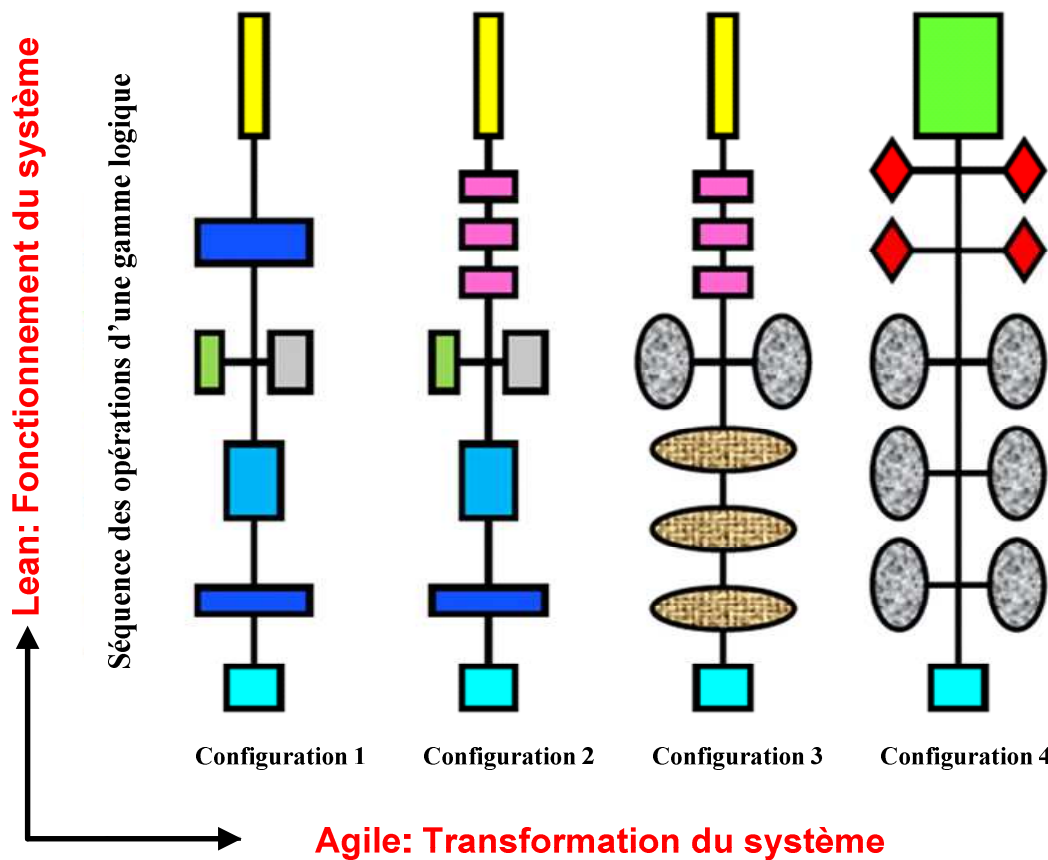 Lean: Fonctionnement du système
Séquence des opérations d'une gamme logique
Configuration 1
Configuration 2
Configuration 3
Configuration 4
Agile: Transformation du système